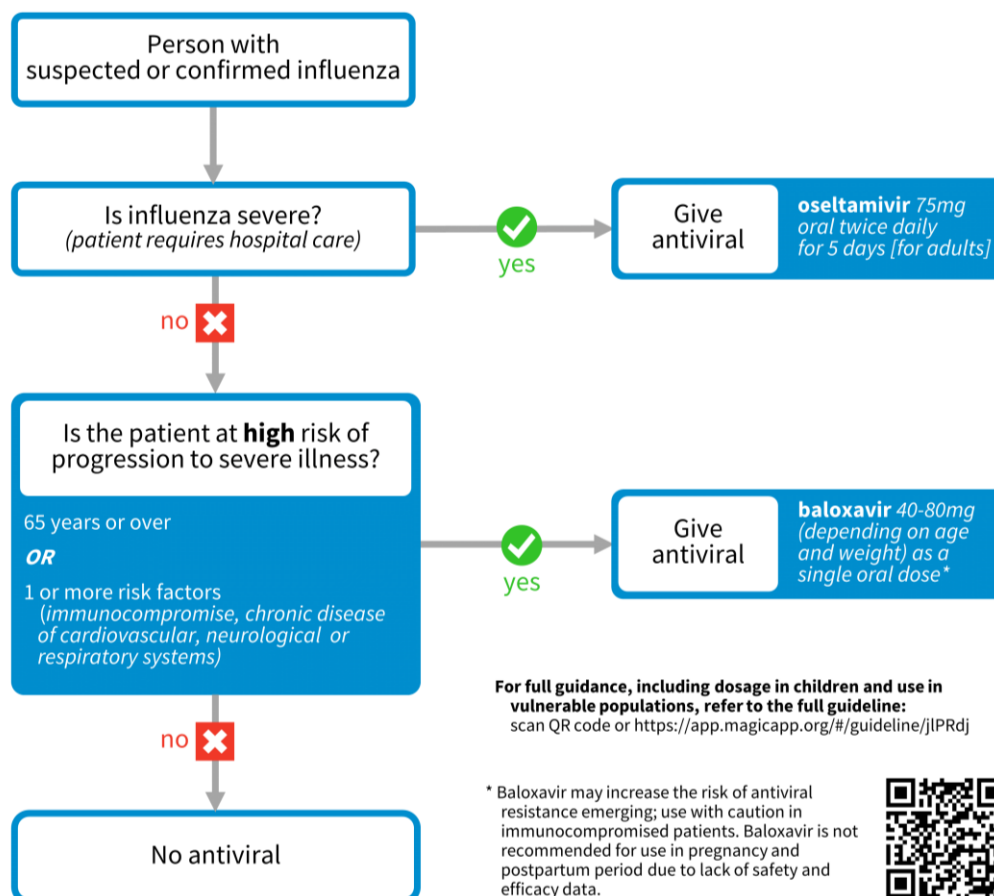 Person with
suspected or confirmed influenza
Is influenza severe?
(patient requires hospital care)
yes
Give
antiviral
oseltamivir 75mg
oral twice daily
for 5 days [for adults]
no
Is the patient at high risk of
progression to severe illness?
65 years or over
OR
1 or more risk factors
(immunocompromise, chronic disease
of cardiovascular, neurological or
respiratory systems)
yes
Give
antiviral
baloxavir 40-80mg
(depending on age
and weight) as a
single oral dose*
no
No antiviral
For full guidance, including dosage in children and use in
vulnerable populations, refer to the full guideline:
scan QR code or https://app.magicapp.org/#/guideline/jlPRdj
* Baloxavir may increase the risk of antiviral
resistance emerging; use with caution in
immunocompromised patients. Baloxavir is not
recommended for use in pregnancy and
postpartum period due to lack of safety and
efficacy data.